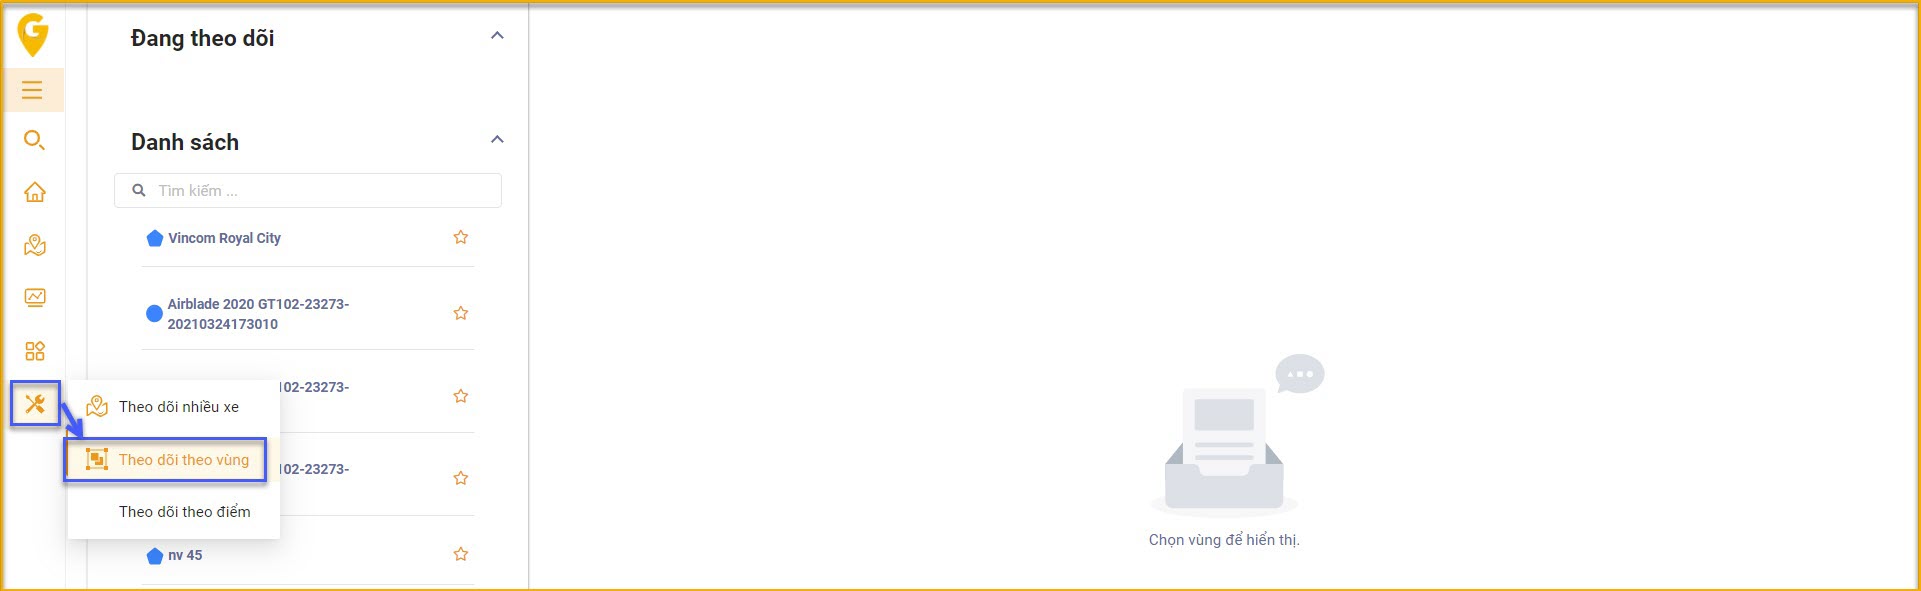 G
Đang theo dõi
Danh sách
Tìm kiếm ...
Vincom Royal City
Airblade 2020 GT102-23273-
20210324173010
102-23273-
Theo dõi nhiều xe
Theo dõi theo vùng
102-23273-
Theo dõi theo điểm
nv 45
Chọn vùng để hiển thị.